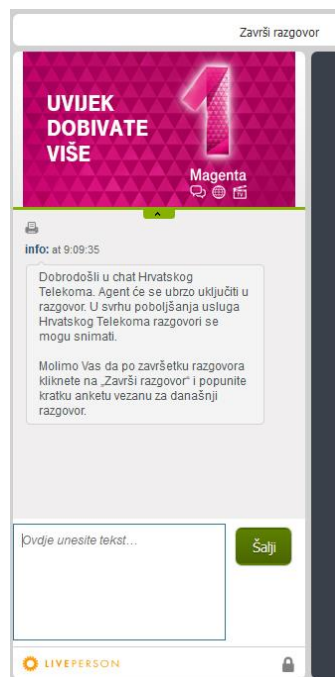 Završi razgovor
UVIJEK
DOBIVATE
VIŠE
1
Magenta
info: at 9:09:35
Dobrodošli u chat Hrvatskog
Telekoma. Agent će se ubrzo uključiti u
razgovor. U svrhu poboljšanja usluga
Hrvatskog Telekoma razgovori se
mogu snimati.
Molimo Vas da po završetku razgovora
kliknete na „Završi razgovor“ i popunite
kratku anketu vezanu za današnji
razgovor.
Ovdje unesite tekst…
Šalji
LIVEPERSON